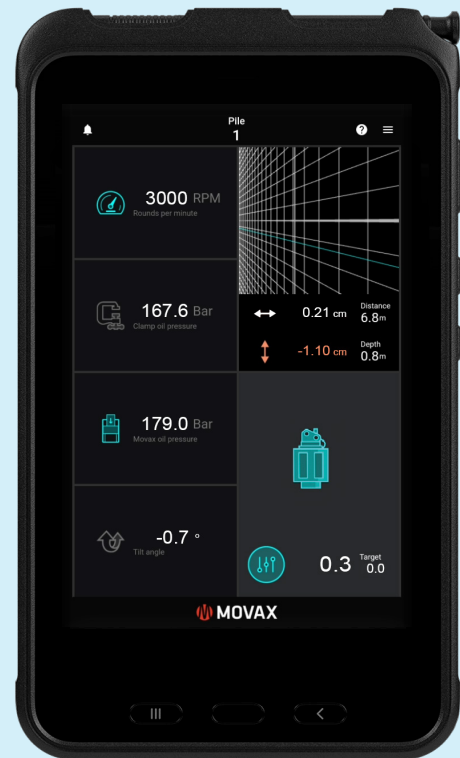 Pile
1
3000 RPM
Rounds per minute
167.6 Bar
Clamp oil pressure
179.0 Bar
Movax oil pressure
-0.7 °
Tilt angle
0.21 cm
Distance
6.8m
-1.10 cm
Depth
0.8m
0.3
Target
0.0
MOVAX